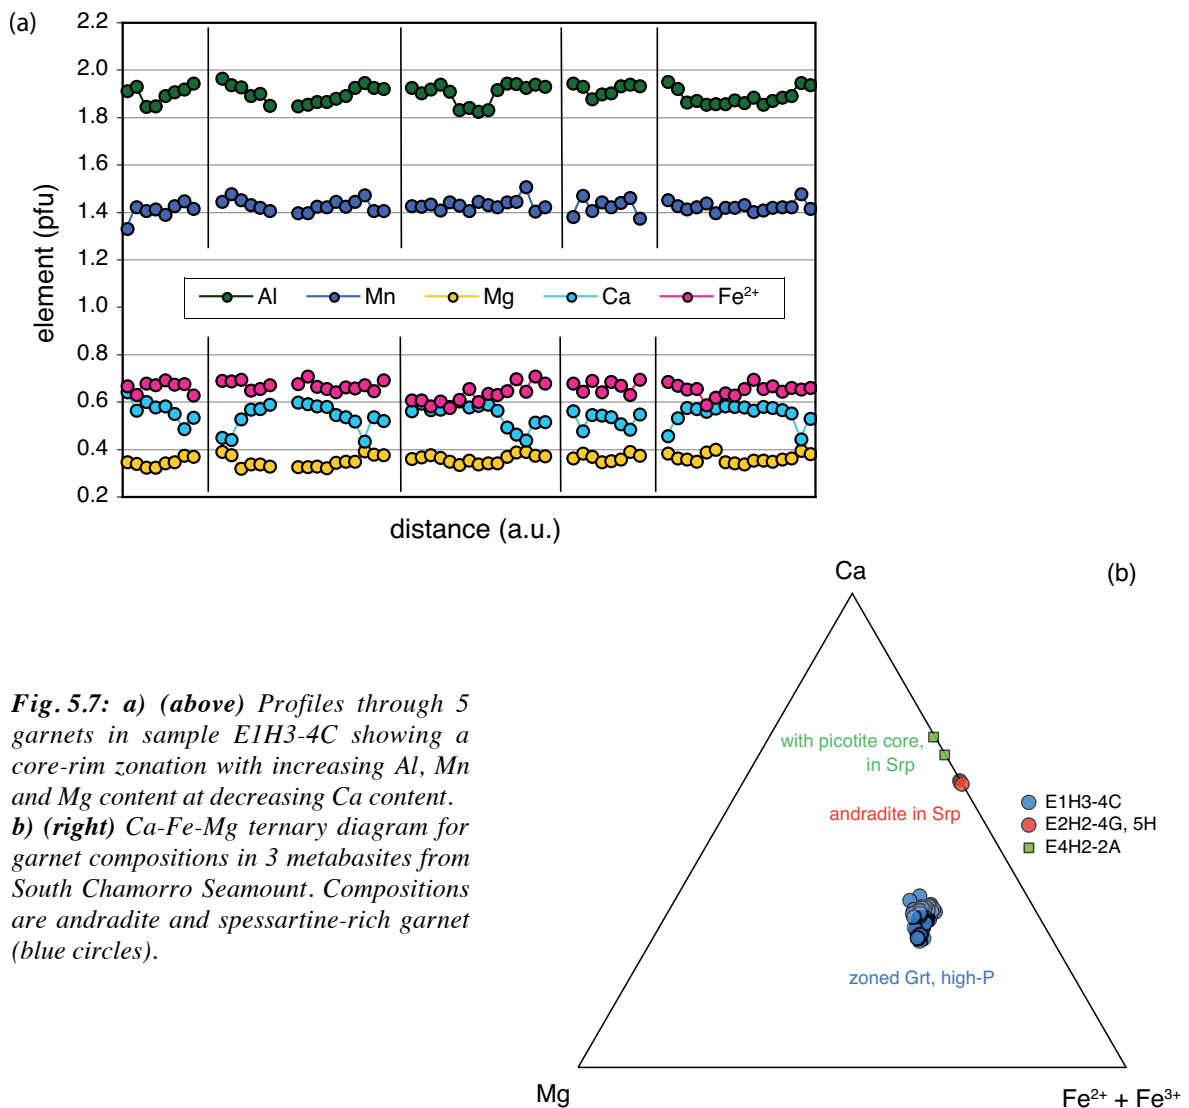 (a)
2.2
2.0
1.8
1.6
1.4
1.2
1.0
0.8
0.6
0.4
0.2
element (pfu)
Al Mn Mg Ca Fe²⁺
distance (a.u.)
Fig. 5.7: a) (above) Profiles through 5
garnets in sample E1H3-4C showing a
core-rim zonation with increasing Al, Mn
and Mg content at decreasing Ca content.
b) (right) Ca-Fe-Mg ternary diagram for
garnet compositions in 3 metabasites from
South Chamorro Seamount. Compositions
are andradite and spessartine-rich garnet
(blue circles).
(b)
Ca
with picotite core,
in Srp
andradite in Srp
E1H3-4C
E2H2-4G, 5H
E4H2-2A
zoned Grt, high-P
Mg
Fe²⁺ + Fe³⁺